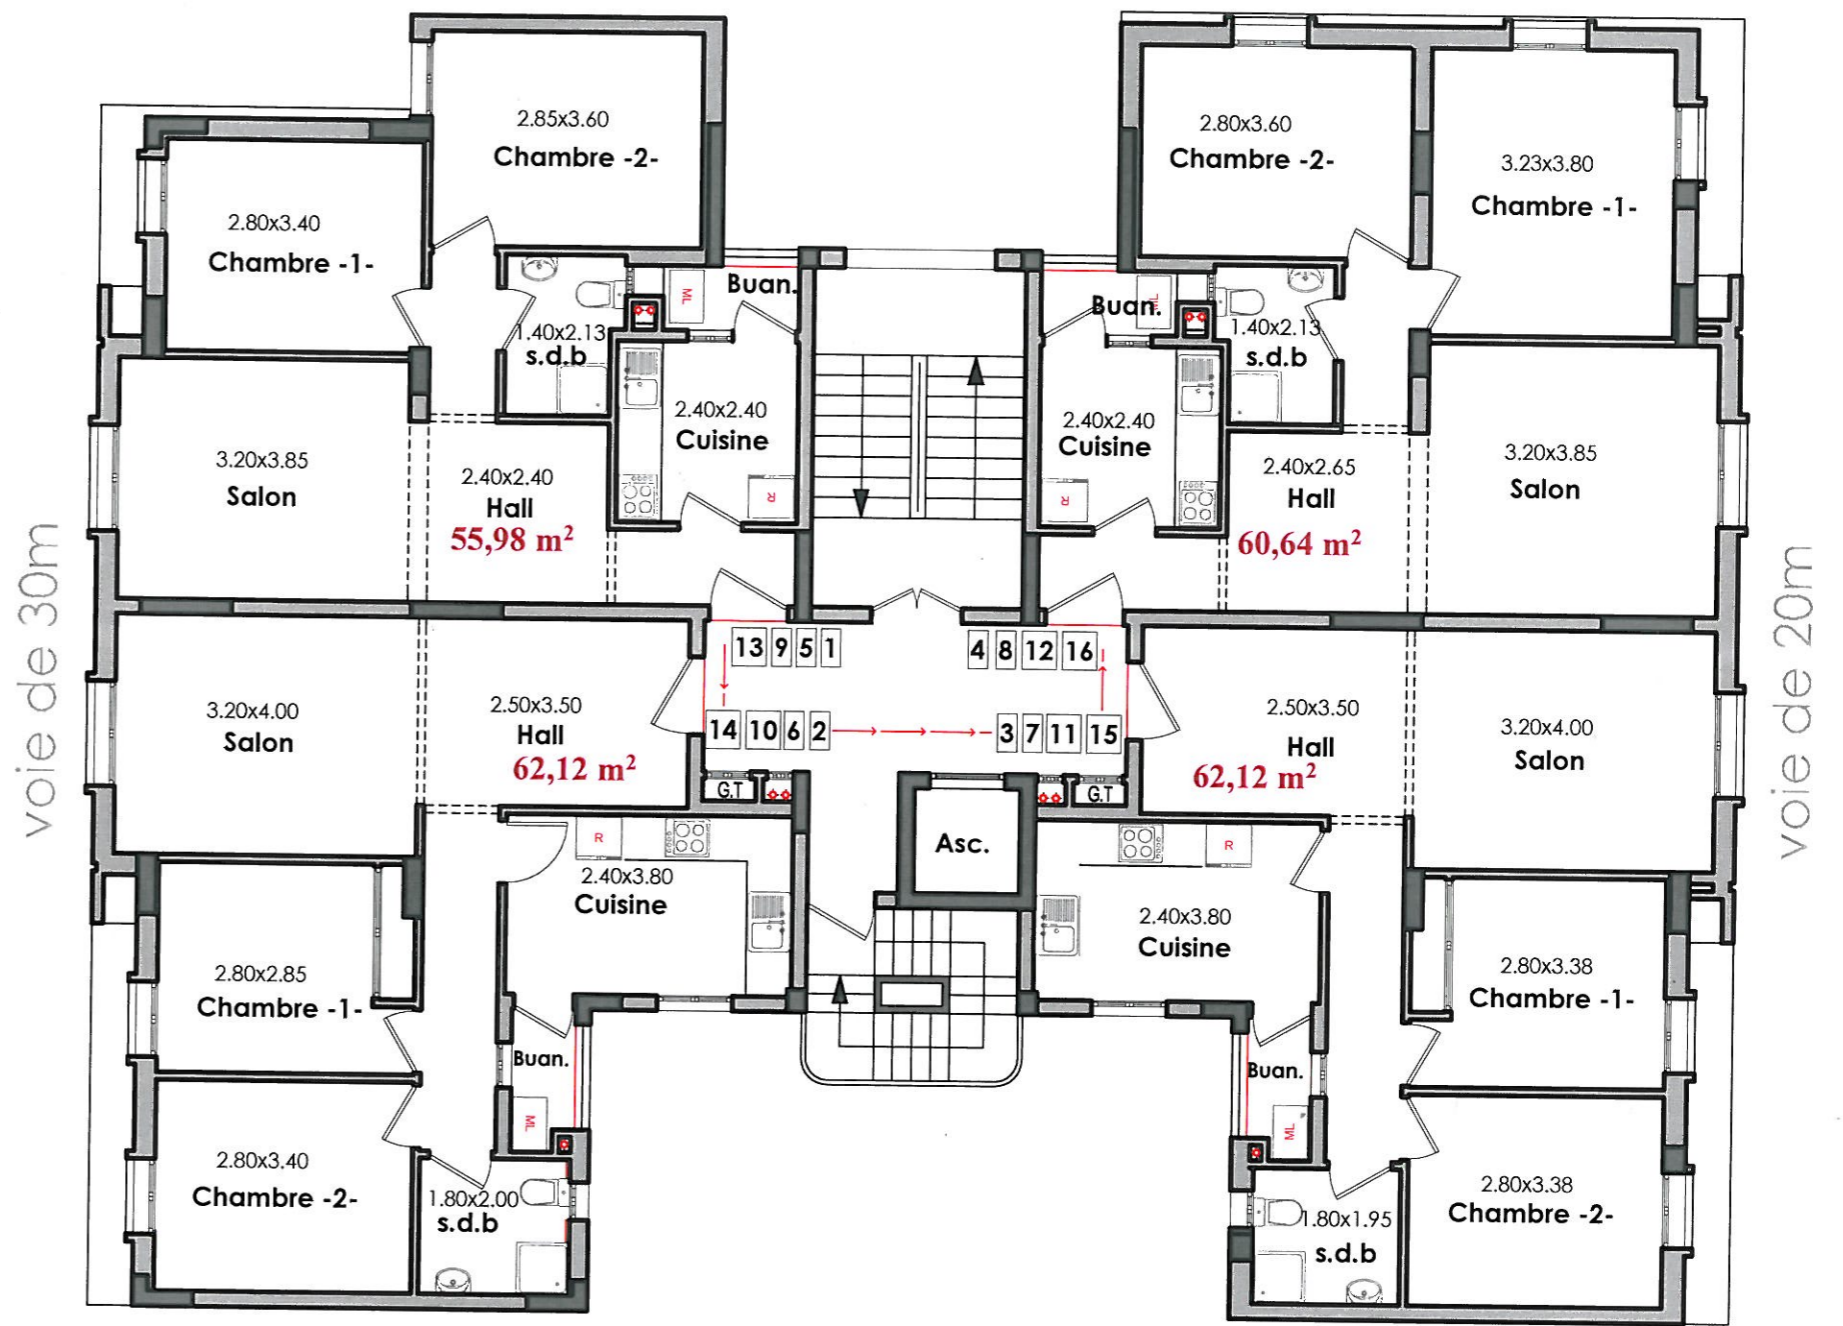 2.85x3.60
Chambre -2-
2.80x3.40
Chambre -1-
1.40x2.13
s.d.b
ML
Buan.
2.40x2.40
Cuisine
R
3.20x3.85
Salon
2.40x2.40
Hall
55,98 m²
2.80x3.60
Chambre -2-
3.23x3.80
Chambre -1-
Buan.
ML
1.40x2.13
s.d.b
2.40x2.40
Cuisine
R
2.40x2.65
Hall
60,64 m²
3.20x3.85
Salon
voie de 30m
voie de 20m
13 9 5 1
4 8 12 16
14 10 6 2
3 7 11 15
3.20x4.00
Salon
2.50x3.50
Hall
62,12 m²
G.T
Asc.
G.T
2.50x3.50
Hall
62,12 m²
3.20x4.00
Salon
R
2.40x3.80
Cuisine
2.80x2.85
Chambre -1-
Buan.
ML
2.80x3.40
Chambre -2-
1.80x2.00
s.d.b
R
2.40x3.80
Cuisine
2.80x3.38
Chambre -1-
Buan.
ML
2.80x3.38
Chambre -2-
1.80x1.95
s.d.b